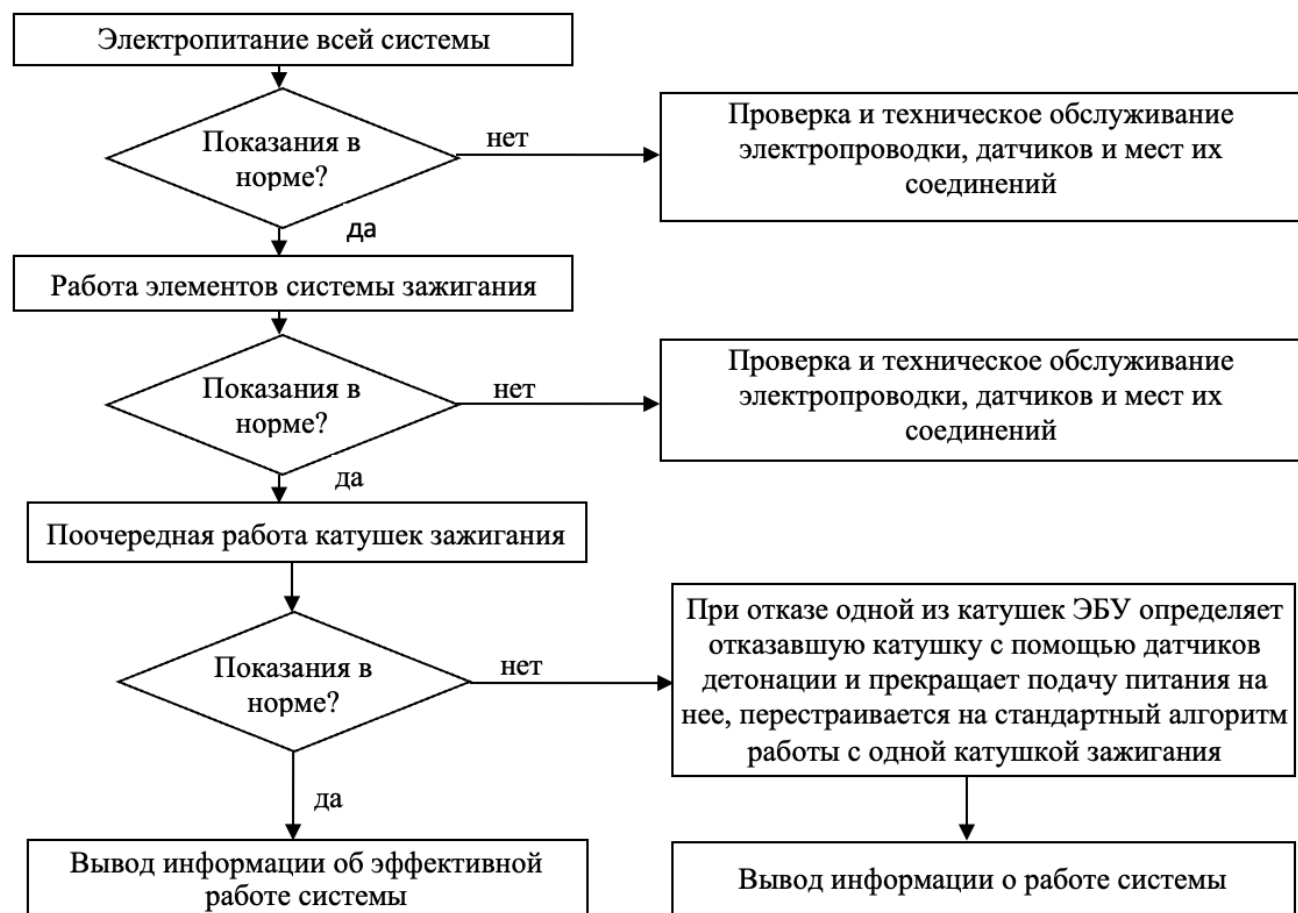 Электропитание всей системы
Показания в
норме?
нет
Проверка и техническое обслуживание
электропроводки, датчиков и мест их
соединений
да
Работа элементов системы зажигания
Показания в
норме?
нет
Проверка и техническое обслуживание
электропроводки, датчиков и мест их
соединений
да
Поочередная работа катушек зажигания
Показания в
норме?
нет
При отказе одной из катушек ЭБУ определяет
отказавшую катушку с помощью датчиков
детонации и прекращает подачу питания на
нее, перестраивается на стандартный алгоритм
работы с одной катушкой зажигания
да
Вывод информации об эффективной
работе системы
Вывод информации о работе системы